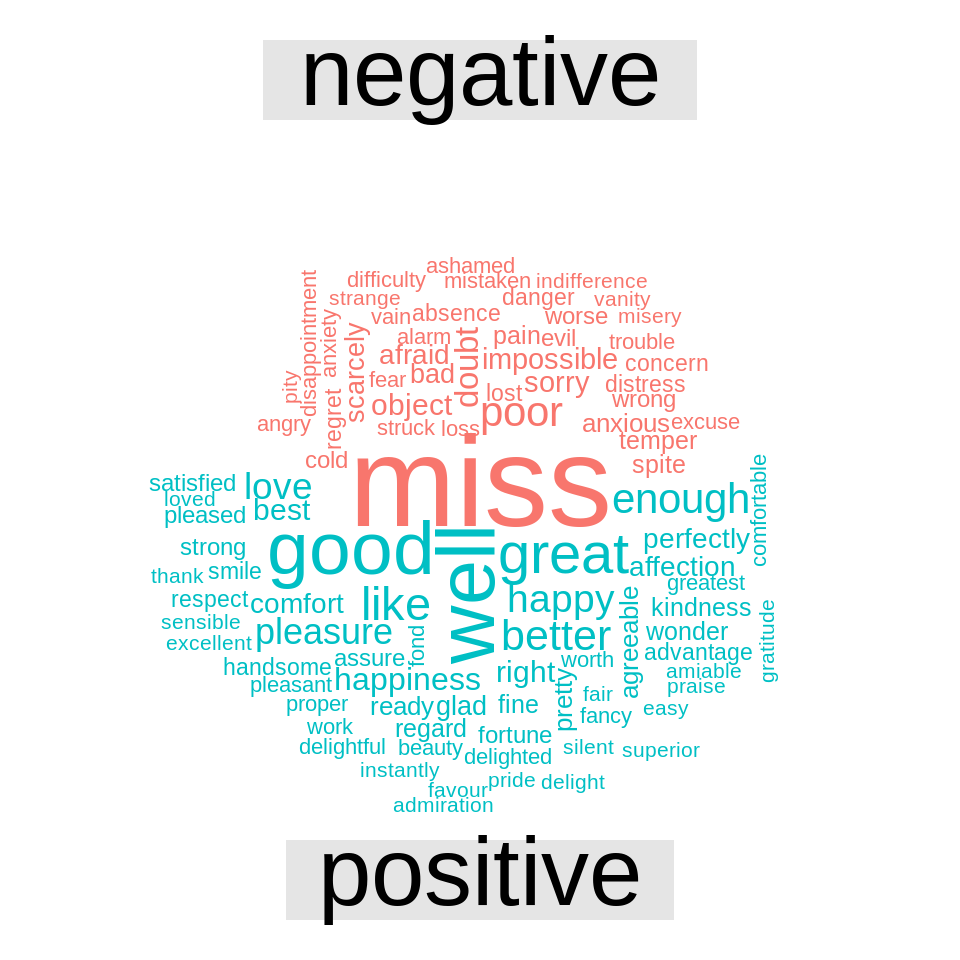 negative
ashamed
difficulty mistaken indifference
strange danger vanity
disappointment vain absence worse misery
anxiety alarm pain evil trouble
scarcely afraid doubt impossible concern
pity fear bad lost sorry distress
regret object poor wrong
angry struck loss anxious excuse
temper
cold miss spite
satisfied love enough comfortable
loved
pleased best
strong good well great perfectly
thank smile affection
greatest
respect comfort like happy agreeable kindness
sensible pleasure fond better wonder gratitude
excellent
handsome assure worth advantage
pleasant happiness right amiable
praise
proper ready glad fine pretty fair easy
work regard fortune fancy
delightful beauty delighted silent superior
instantly pride delight
favour
admiration
positive